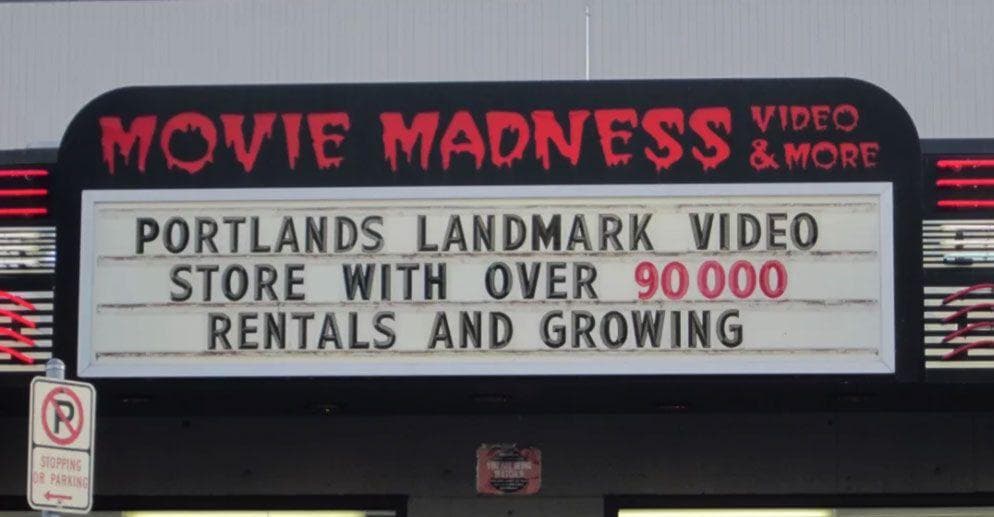 MOVIE MADNESS VIDEO
& MORE
PORTLANDS LANDMARK VIDEO
STORE WITH OVER 90000
RENTALS AND GROWING
STOPPING
OR PARKING